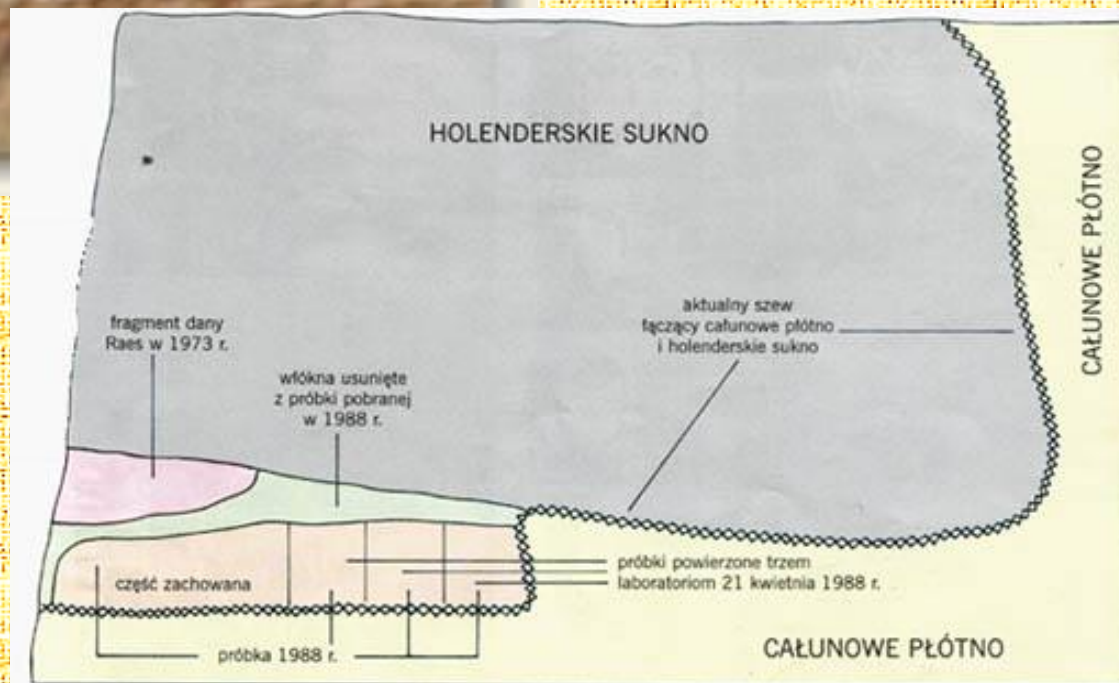 HOLENDERSKIE SUKNO
CAŁUNOWE PŁÓTNO
aktualny szew
łączący całunowe płótno
i holenderskie sukno
fragment dany
Raes w 1973 r.
włókna usunięte
z próbki pobranej
w 1988 r.
próbki powierzone trzem
laboratoriom 21 kwietnia 1988 r.
część zachowana
próbka 1988 r.
CAŁUNOWE PŁÓTNO